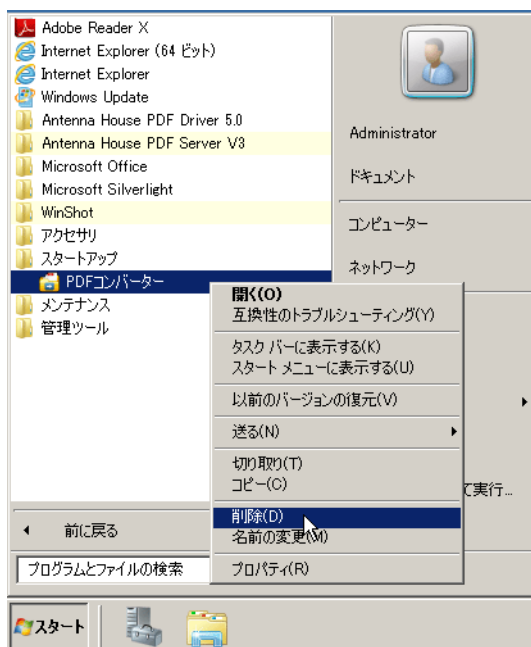 Adobe Reader X
Internet Explorer (64 ビット)
Internet Explorer
Windows Update
Antenna House PDF Driver 5.0
Antenna House PDF Server V3
Microsoft Office
Microsoft Silverlight
WinShot
アクセサリ
スタートアップ
PDFコンバーター
メンテナンス
管理ツール
前に戻る
プログラムとファイルの検索
Administrator
ドキュメント
コンピューター
ネットワーク
て実行...
開く(O)
互換性のトラブルシューティング(Y)
タスク バーに表示する(K)
スタート メニューに表示する(U)
以前のバージョンの復元(V)
送る(N)
切り取り(T)
コピー(C)
削除(D)
名前の変更(M)
プロパティ(R)
スタート